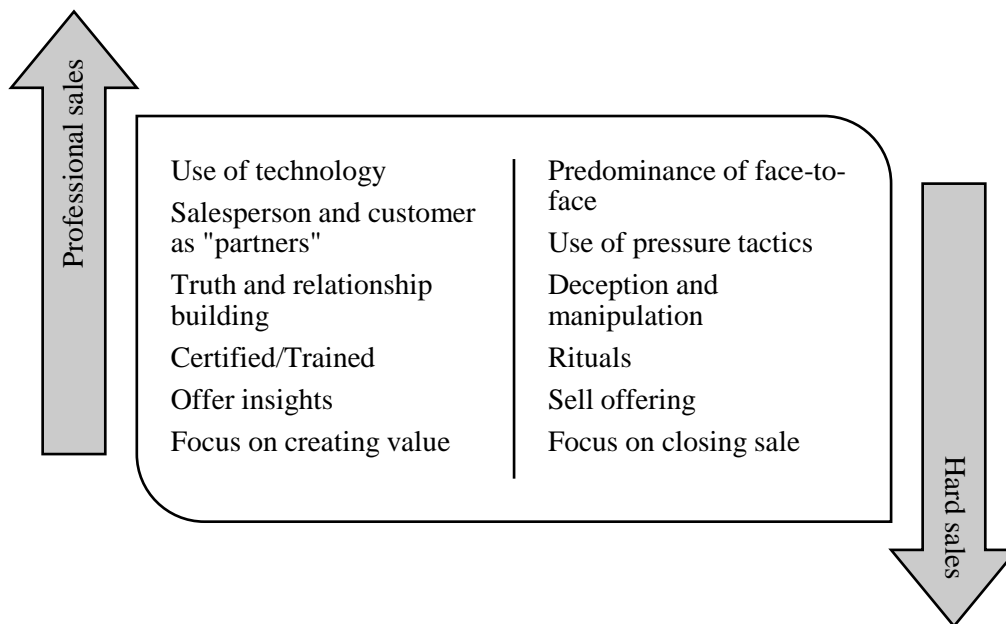 Professional sales
Use of technology
Salesperson and customer
as "partners"
Truth and relationship
building
Certified/Trained
Offer insights
Focus on creating value
Predominance of face-to-
face
Use of pressure tactics
Deception and
manipulation
Rituals
Sell offering
Focus on closing sale
Hard sales